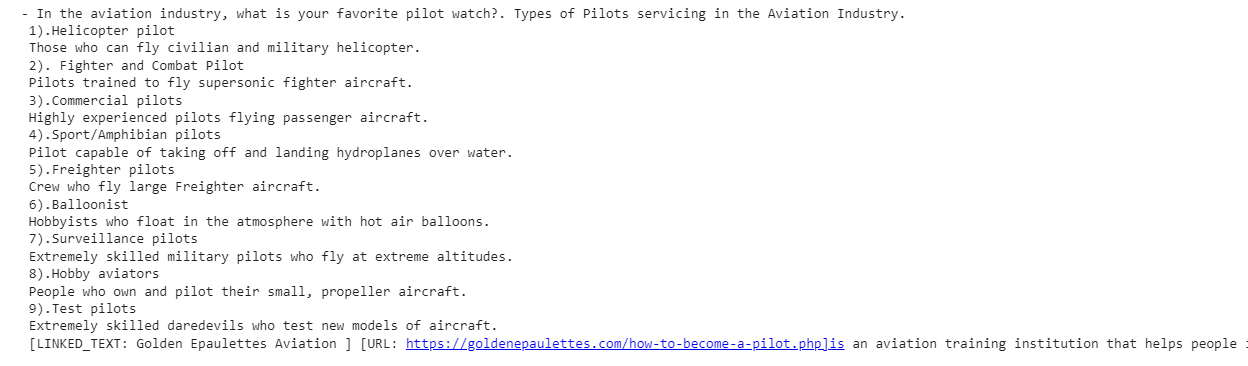 - In the aviation industry, what is your favorite pilot watch?. Types of Pilots servicing in the Aviation Industry.
1).Helicopter pilot
Those who can fly civilian and military helicopter.
2). Fighter and Combat Pilot
Pilots trained to fly supersonic fighter aircraft.
3).Commercial pilots
Highly experienced pilots flying passenger aircraft.
4).Sport/Amphibian pilots
Pilot capable of taking off and landing hydroplanes over water.
5).Freighter pilots
Crew who fly large Freighter aircraft.
6).Balloonist
Hobbyists who float in the atmosphere with hot air balloons.
7).Surveillance pilots
Extremely skilled military pilots who fly at extreme altitudes.
8).Hobby aviators
People who own and pilot their small, propeller aircraft.
9).Test pilots
Extremely skilled daredevils who test new models of aircraft.
[LINKED_TEXT: Golden Epaulettes Aviation ] [URL: https://goldenepaulettes.com/how-to-become-a-pilot.php]is an aviation training institution that helps people